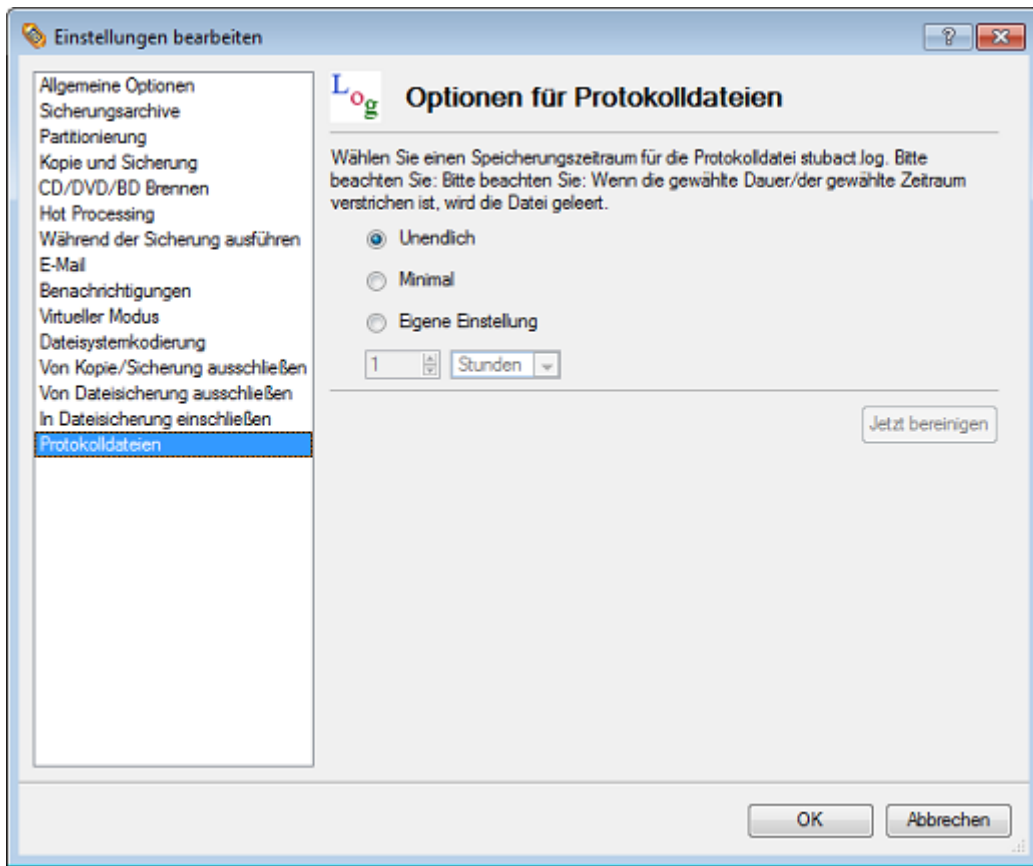 Einstellungen bearbeiten
Allgemeine Optionen
Sicherungsarchive
Partitionierung
Kopie und Sicherung
CD/DVD/BD Brennen
Hot Processing
Während der Sicherung ausführen
E-Mail
Benachrichtigungen
Virtueller Modus
Dateisystemkodierung
Von Kopie/Sicherung ausschließen
Von Dateisicherung ausschließen
In Dateisicherung einschließen
Protokolldateien
Log
Optionen für Protokolldateien
Wählen Sie einen Speicherungszeitraum für die Protokolldatei stubact.log. Bitte
beachten Sie: Bitte beachten Sie: Wenn die gewählte Dauer/der gewählte Zeitraum
verstrichen ist, wird die Datei geleert.
Unendlich
Minimal
Eigene Einstellung
1 Stunden
Jetzt bereinigen
OK Abbrechen